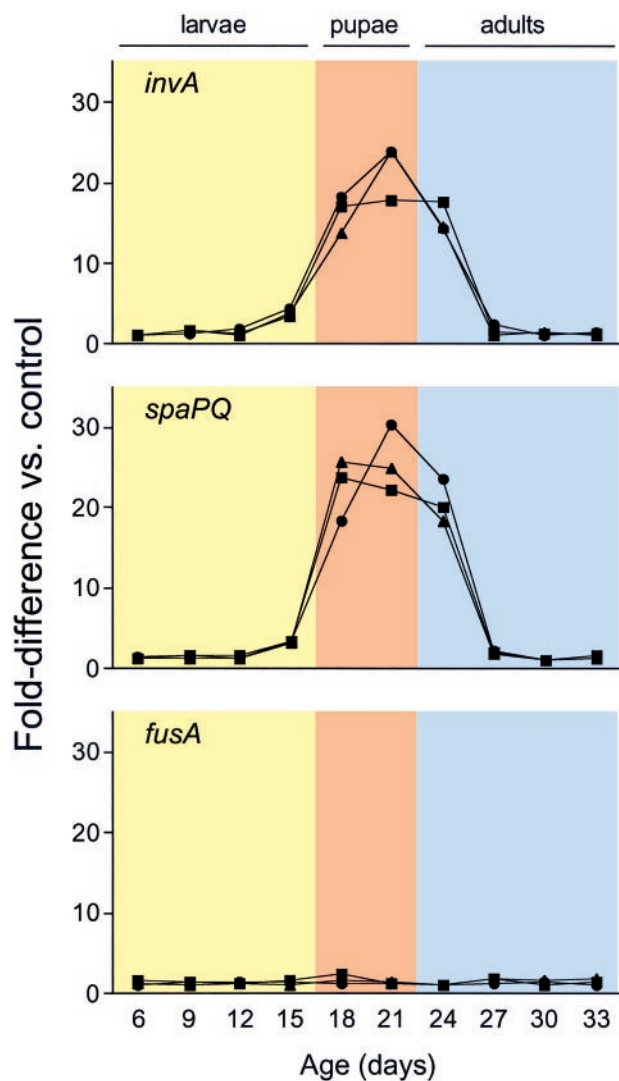 larvae pupae adults
invA
30
20
10
0
spaPQ
30
20
10
0
fusA
30
20
10
0
6 9 12 15 18 21 24 27 30 33
Age (days)
Fold-difference vs. control